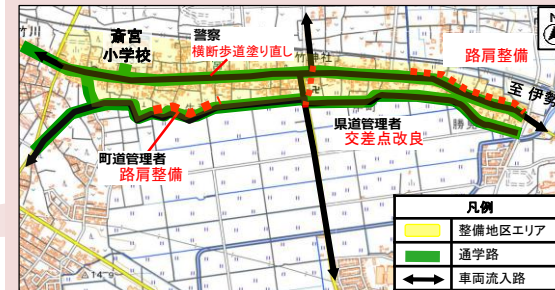 竹川
斎宮
小学校
警察
横断歩道塗り直し
竹神社
路肩整備
N
至 伊勢
町道管理者
路肩整備
県道管理者
交差点改良
凡例
整備地区エリア
通学路
車両流入路